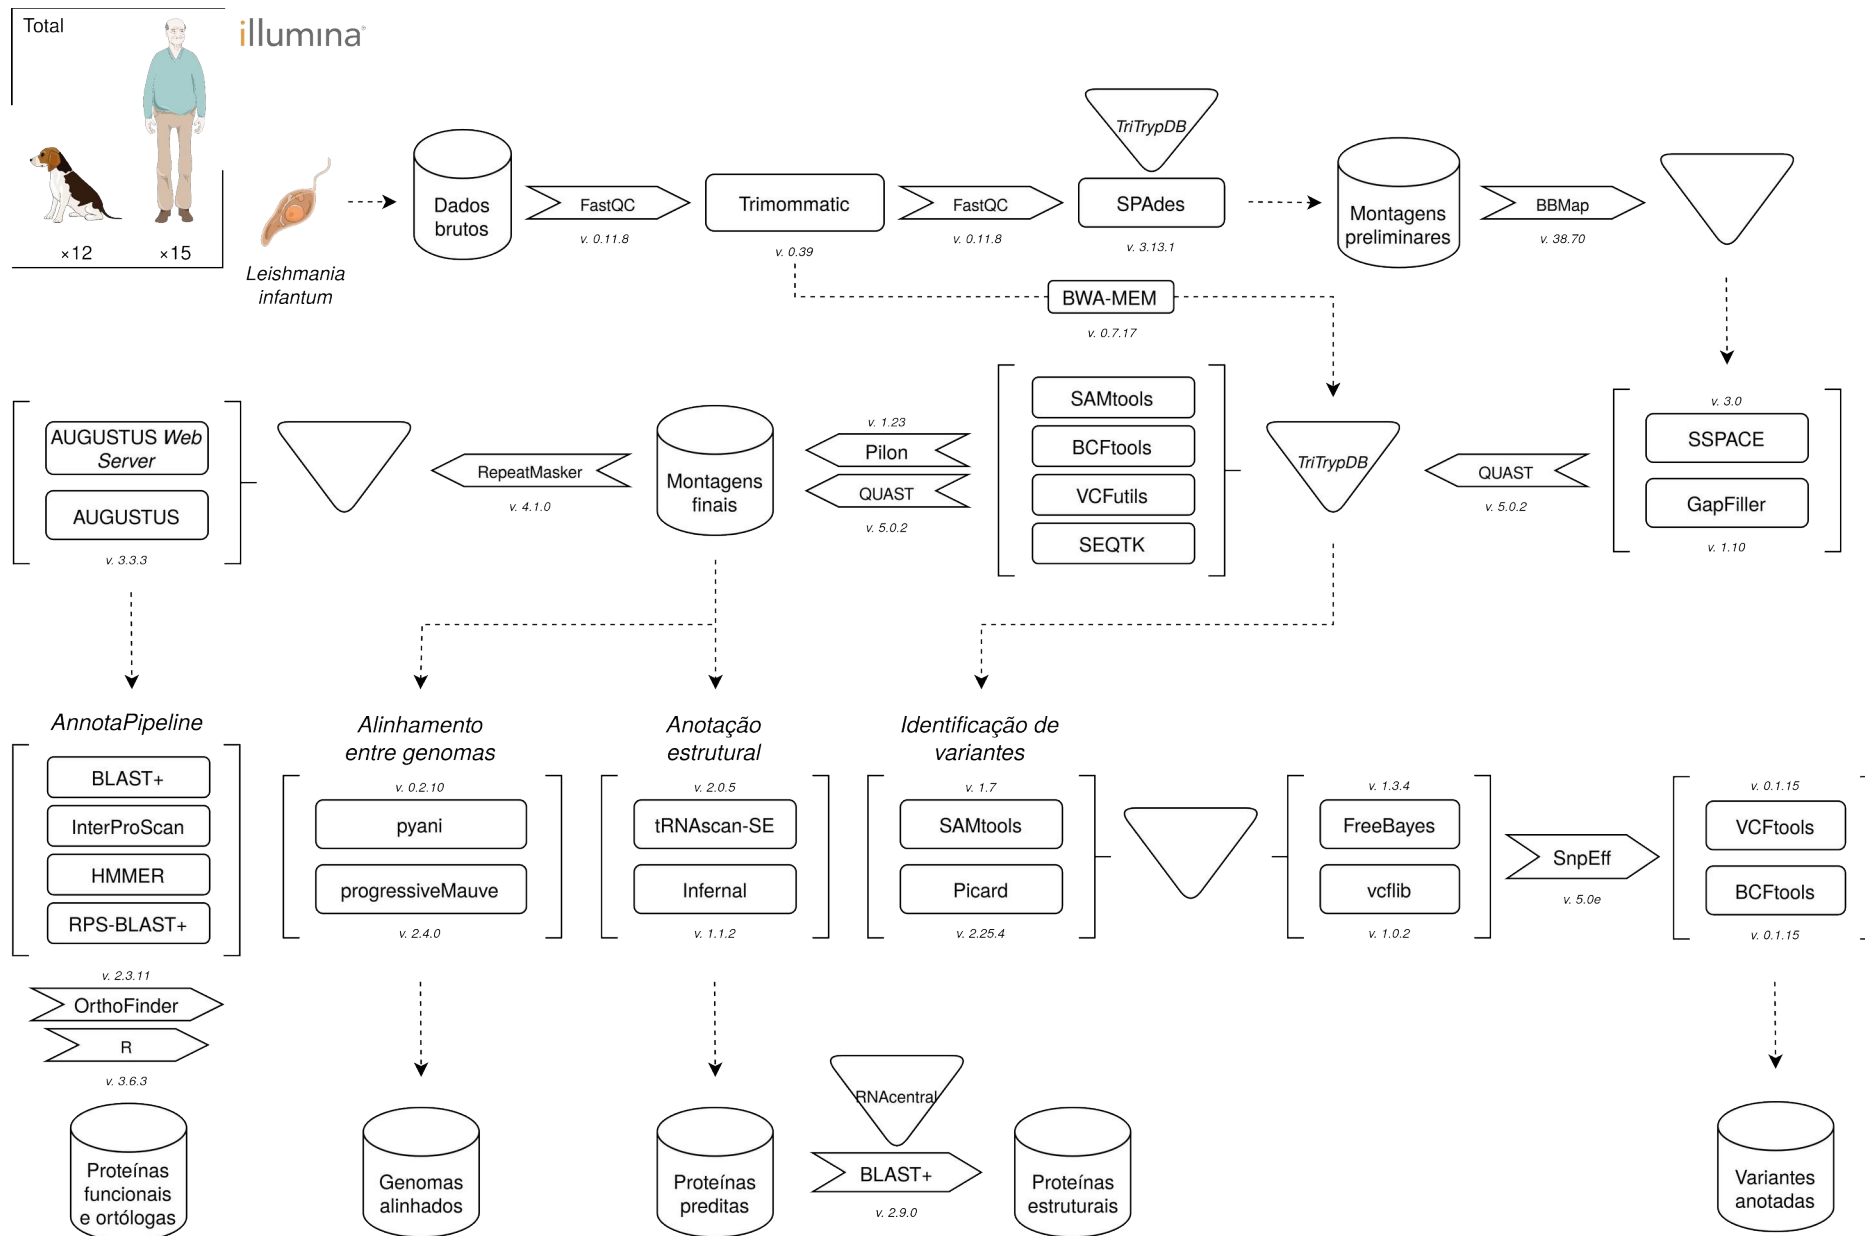 Total
illumina®
×12
×15
Leishmania
infantum
Dados
brutos
FastQC
v. 0.11.8
Trimommatic
v. 0.39
FastQC
v. 0.11.8
TriTrypDB
SPAdes
v. 3.13.1
Montagens
preliminares
BBMap
v. 38.70
BWA-MEM
v. 0.7.17
AUGUSTUS Web
Server
AUGUSTUS
v. 3.3.3
RepeatMasker
v. 4.1.0
Montagens
finais
v. 1.23
Pilon
QUAST
v. 5.0.2
SAMtools
BCFtools
VCFutils
SEQTK
TriTrypDB
QUAST
v. 5.0.2
v. 3.0
SSPACE
GapFiller
v. 1.10
AnnotaPipeline
BLAST+
InterProScan
HMMER
RPS-BLAST+
v. 2.3.11
OrthoFinder
R
v. 3.6.3
Proteínas
funcionais
e ortólogas
Alinhamento
entre genomas
v. 0.2.10
pyani
progressiveMauve
v. 2.4.0
Genomas
alinhados
Anotação
estrutural
v. 2.0.5
tRNAscan-SE
Infernal
v. 1.1.2
Proteínas
preditas
RNAcentral
BLAST+
v. 2.9.0
Proteínas
estruturais
Identificação de
variantes
v. 1.7
SAMtools
Picard
v. 2.25.4
v. 1.3.4
FreeBayes
vcflib
v. 1.0.2
SnpEff
v. 5.0e
v. 0.1.15
VCFtools
BCFtools
v. 0.1.15
Variantes
anotadas